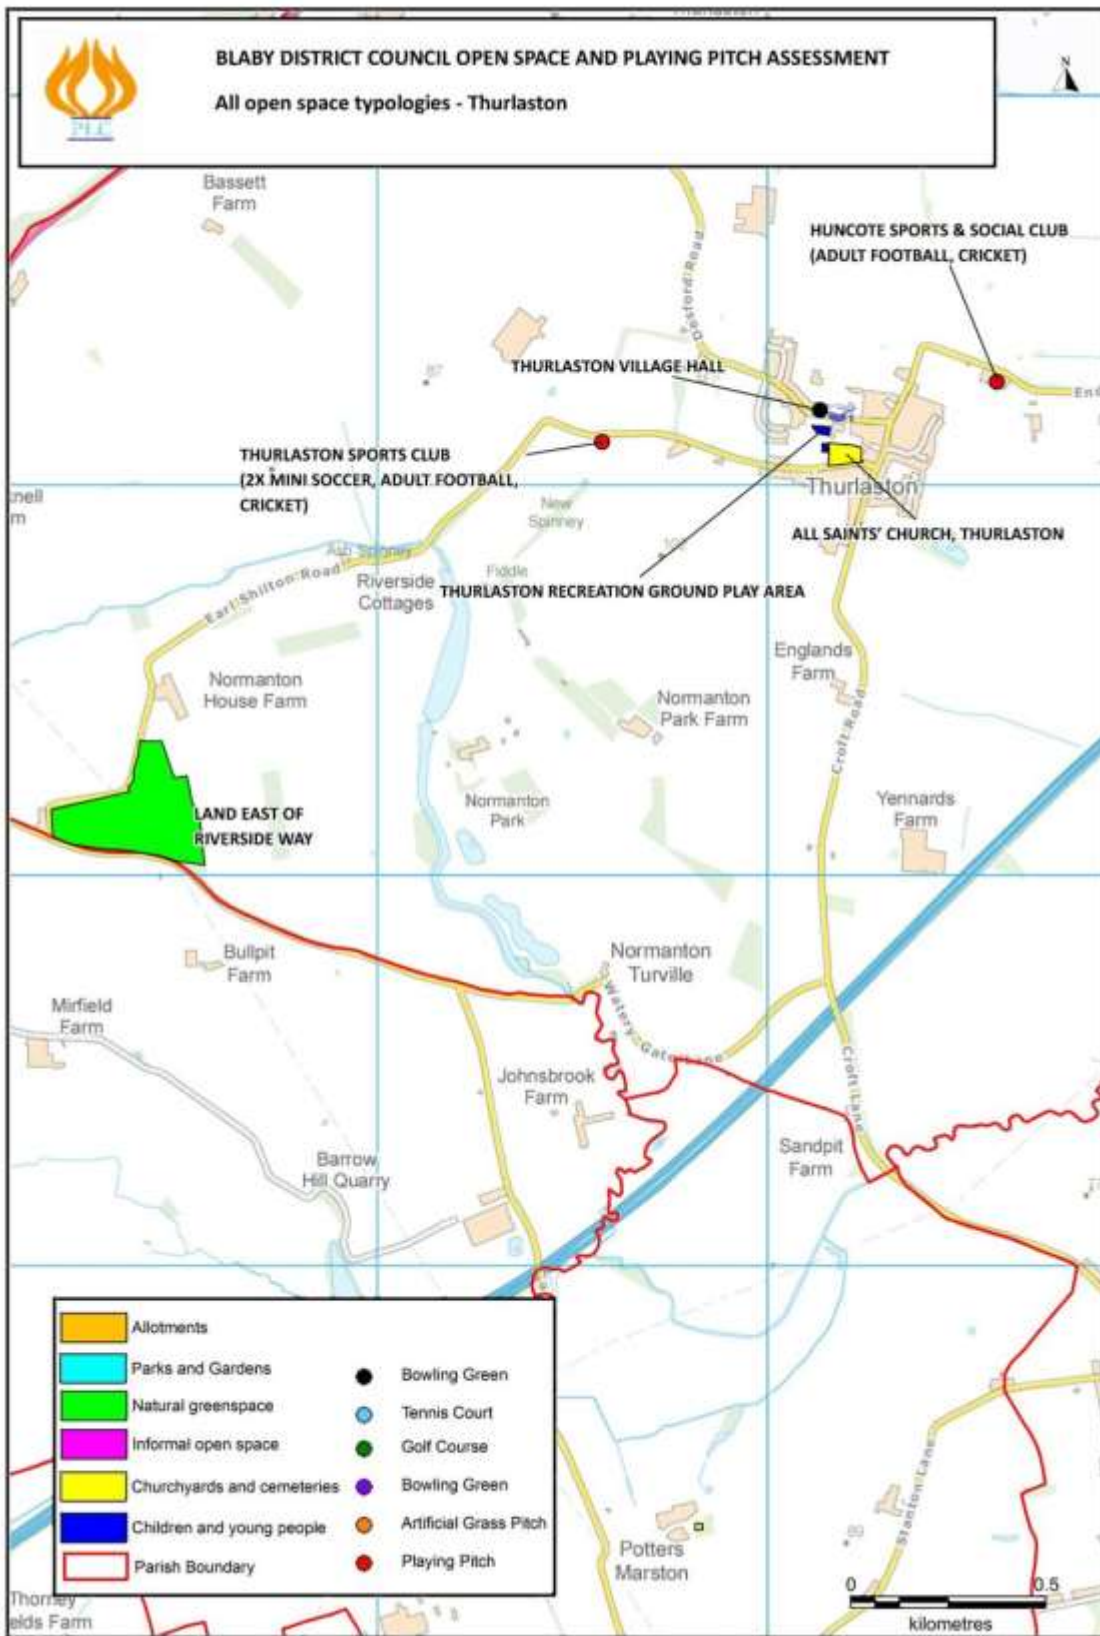 BLABY DISTRICT COUNCIL OPEN SPACE AND PLAYING PITCH ASSESSMENT
All open space typologies - Thurlaston
PLC
N
Bassett
Farm
HUNCOTE SPORTS & SOCIAL CLUB
(ADULT FOOTBALL, CRICKET)
Desford Road
THURLASTON VILLAGE HALL
THURLASTON SPORTS CLUB
(2X MINI SOCCER, ADULT FOOTBALL,
CRICKET)
Thurlaston
New
Spinney
ALL SAINTS' CHURCH, THURLASTON
Ash Spinney
Fiddle
Riverside
Cottages
THURLASTON RECREATION GROUND PLAY AREA
Earl Shilton Road
Englands
Farm
Normanton
House Farm
Normanton
Park Farm
Croft Road
Normanton
Park
Yennards
Farm
LAND EAST OF
RIVERSIDE WAY
Bullpit
Farm
Normanton
Turville
Mirfield
Farm
Watery Gate Lane
Croft Lane
Johnsbrook
Farm
Sandpit
Farm
Barrow
Hill Quarry
Allotments
Parks and Gardens
Natural greenspace
Informal open space
Churchyards and cemeteries
Children and young people
Parish Boundary
Bowling Green
Tennis Court
Golf Course
Bowling Green
Artificial Grass Pitch
Playing Pitch
Stanton Lane
Potters
Marston
Thorney
elds Farm
0 0.5
kilometres